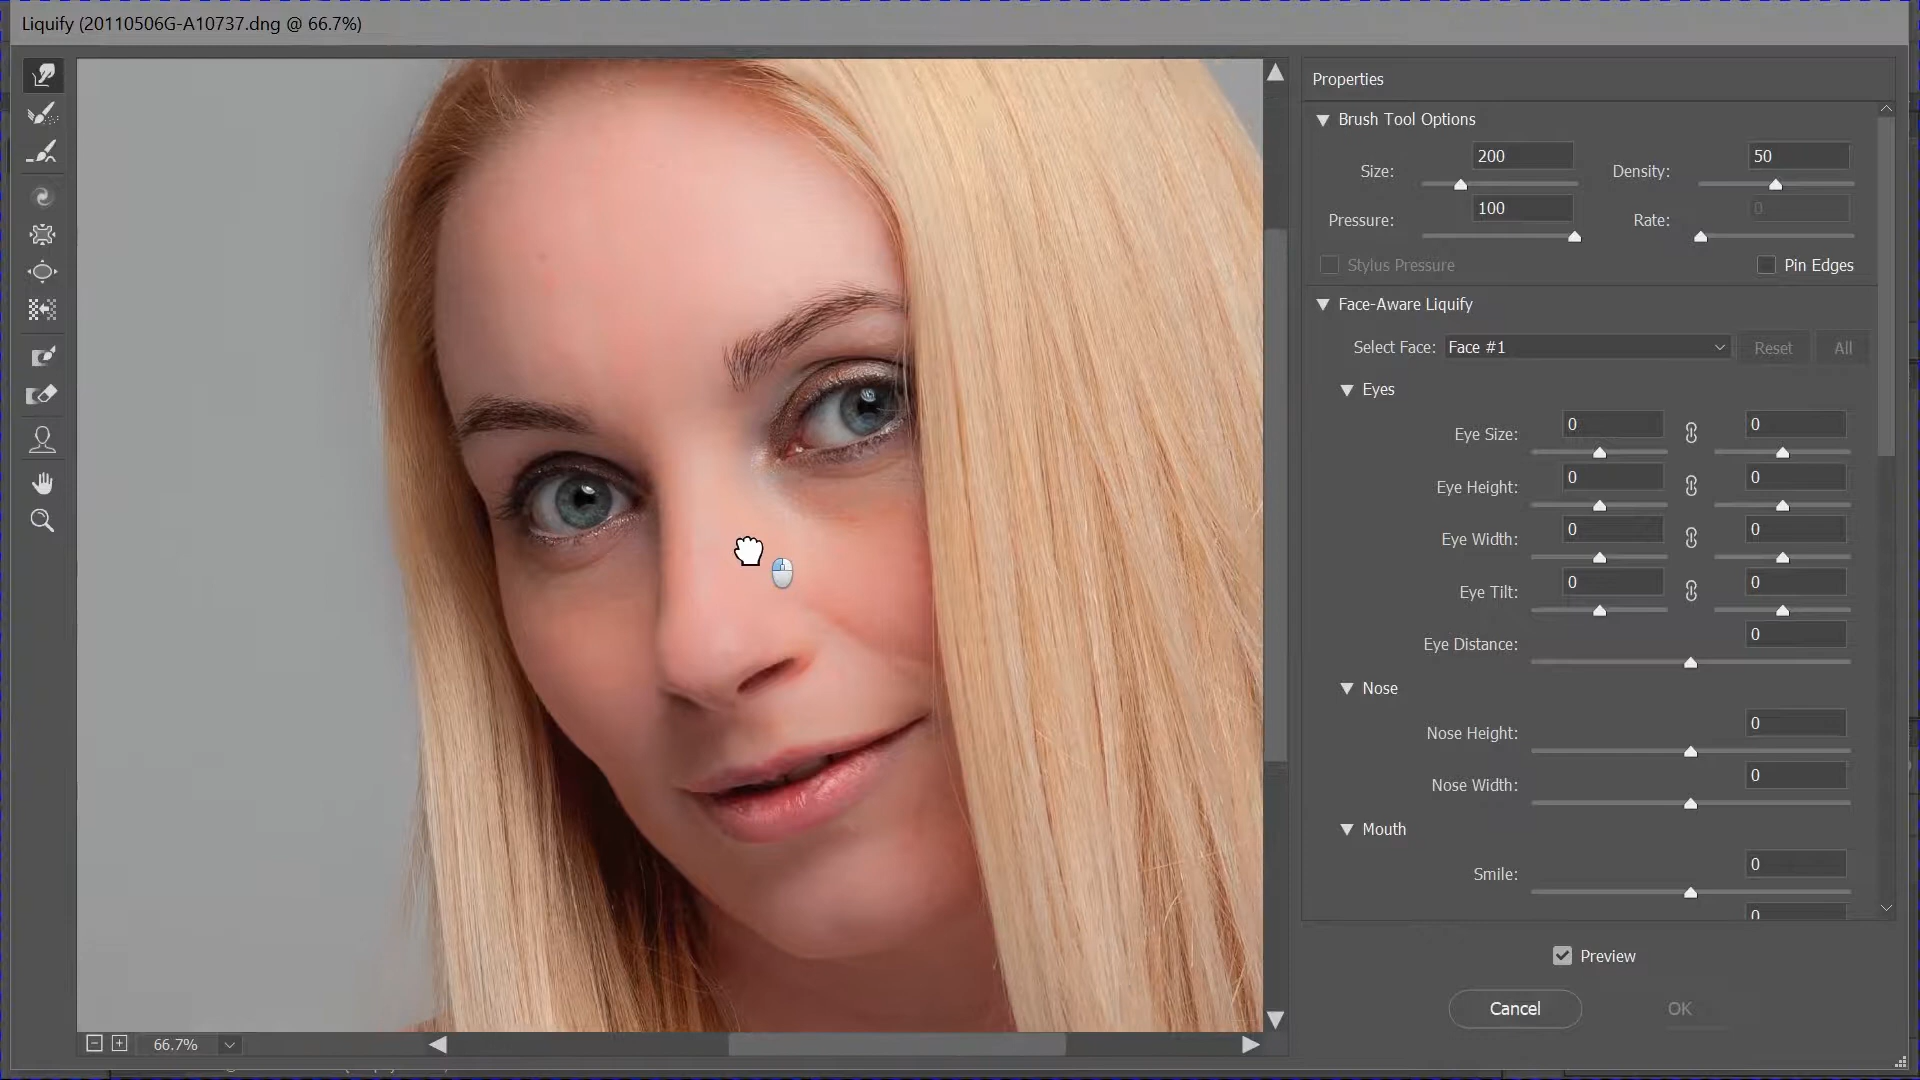 Liquify (20110506G-A10737.dng @ 66.7%)
Properties
Brush Tool Options
Size: 200 Density: 50
Pressure: 100 Rate: 0
Stylus Pressure Pin Edges
Face-Aware Liquify
Select Face: Face #1 Reset All
Eyes
Eye Size: 0 0
Eye Height: 0 0
Eye Width: 0 0
Eye Tilt: 0 0
Eye Distance: 0
Nose
Nose Height: 0
Nose Width: 0
Mouth
Smile: 0
0
Preview
Cancel OK
66.7%